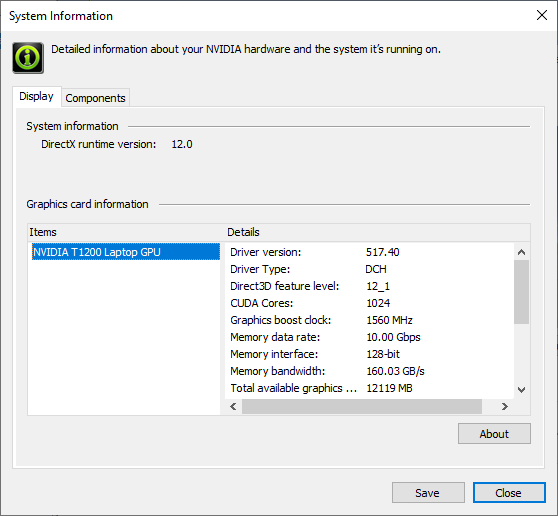 System Information
Detailed information about your NVIDIA hardware and the system it's running on.
Display Components
System information
DirectX runtime version: 12.0
Graphics card information
Items Details
NVIDIA T1200 Laptop GPU Driver version: 517.40
Driver Type: DCH
Direct3D feature level: 12_1
CUDA Cores: 1024
Graphics boost clock: 1560 MHz
Memory data rate: 10.00 Gbps
Memory interface: 128-bit
Memory bandwidth: 160.03 GB/s
Total available graphics ... 12119 MB
About
Save Close